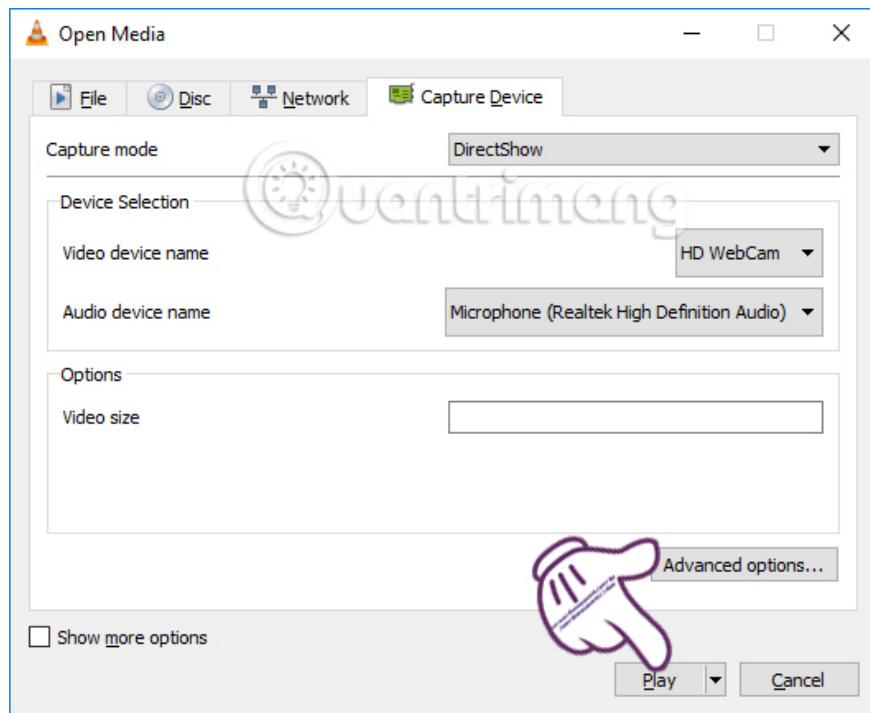 Open Media
File Disc Network Capture Device
Capture mode DirectShow
Quantrimang
Device Selection
Video device name HD WebCam
Audio device name Microphone (Realtek High Definition Audio)
Options
Video size
Advanced options...
Show more options
Play Cancel